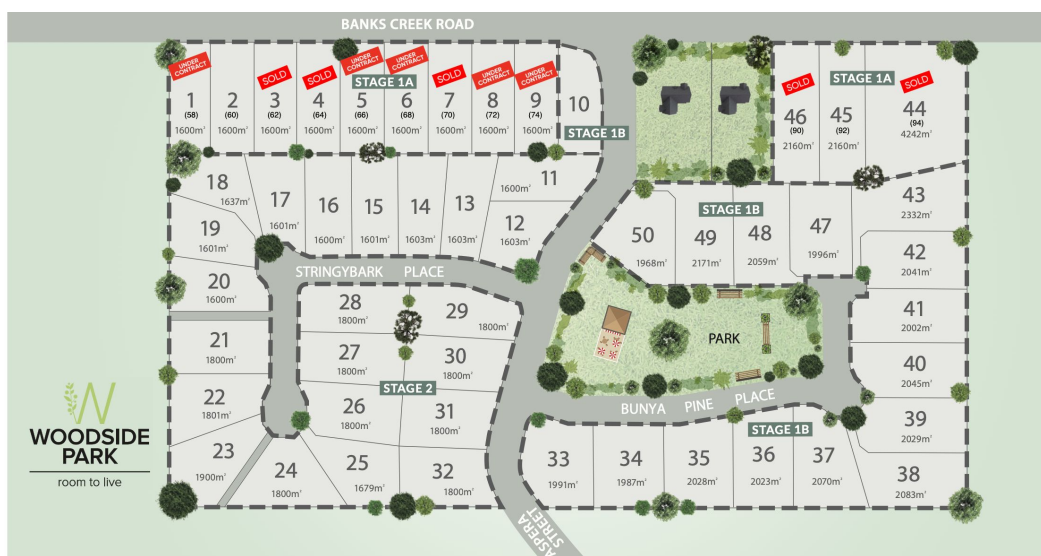 BANKS CREEK ROAD
UNDER CONTRACT
1
(58)
1600m²
2
(60)
1600m²
SOLD
3
(62)
1600m²
SOLD
4
(64)
1600m²
UNDER CONTRACT
STAGE 1A
5
(66)
1600m²
UNDER CONTRACT
6
(68)
1600m²
SOLD
7
(70)
1600m²
UNDER CONTRACT
8
(72)
1600m²
UNDER CONTRACT
9
(74)
1600m²
10
STAGE 1B
STAGE 1A
SOLD
46
(90)
2160m²
45
(92)
2160m²
SOLD
44
(94)
4242m²
18
1637m²
17
1601m²
16
1600m²
15
1601m²
14
1603m²
13
1603m²
11
1600m²
12
1603m²
19
1601m²
20
1600m²
STRINGYBARK PLACE
STAGE 1B
50
1968m²
49
2171m²
48
2059m²
47
1996m²
43
2332m²
42
2041m²
41
2002m²
40
2045m²
39
2029m²
38
2083m²
28
1800m²
29
1800m²
27
1800m²
30
1800m²
STAGE 2
26
1800m²
31
1800m²
25
1679m²
32
1800m²
21
1800m²
22
1801m²
23
1900m²
24
1800m²
PARK
BUNYA PINE PLACE
STAGE 1B
33
1991m²
34
1987m²
35
2028m²
36
2023m²
37
2070m²
ASPERA
STREET
WOODSIDE
PARK
room to live